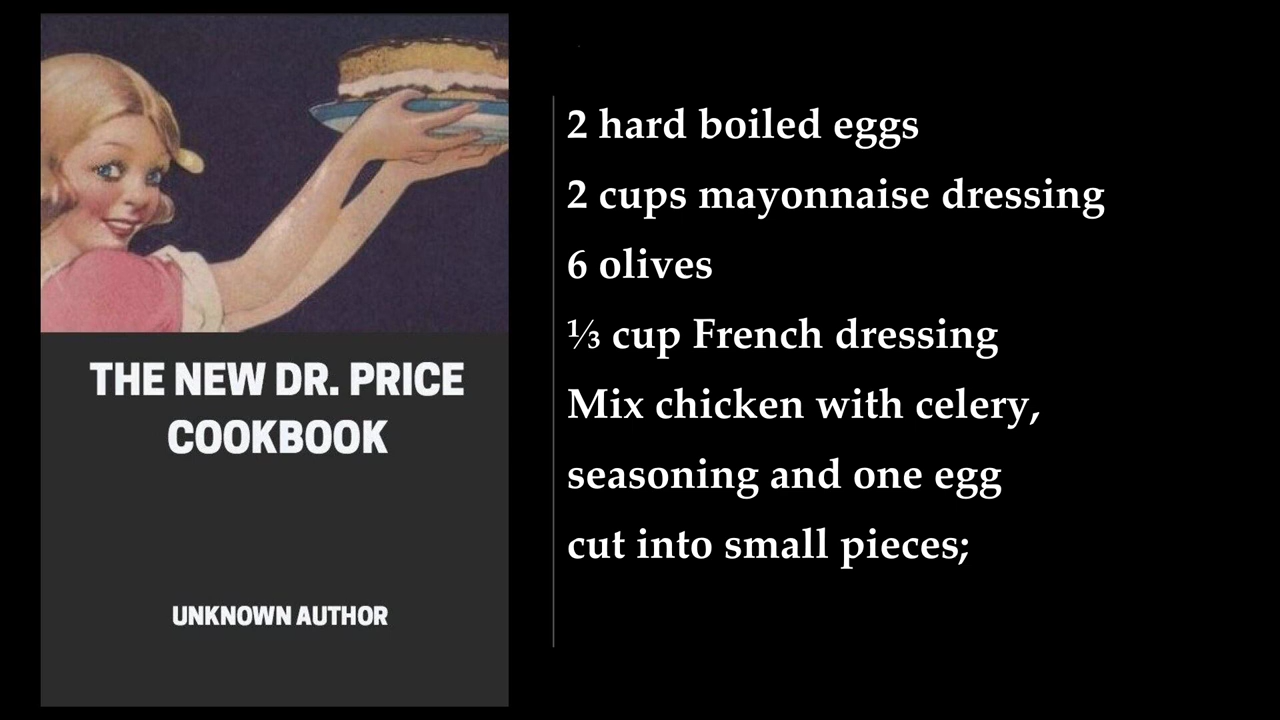 THE NEW DR. PRICE
COOKBOOK
UNKNOWN AUTHOR
2 hard boiled eggs
2 cups mayonnaise dressing
6 olives
⅓ cup French dressing
Mix chicken with celery,
seasoning and one egg
cut into small pieces;